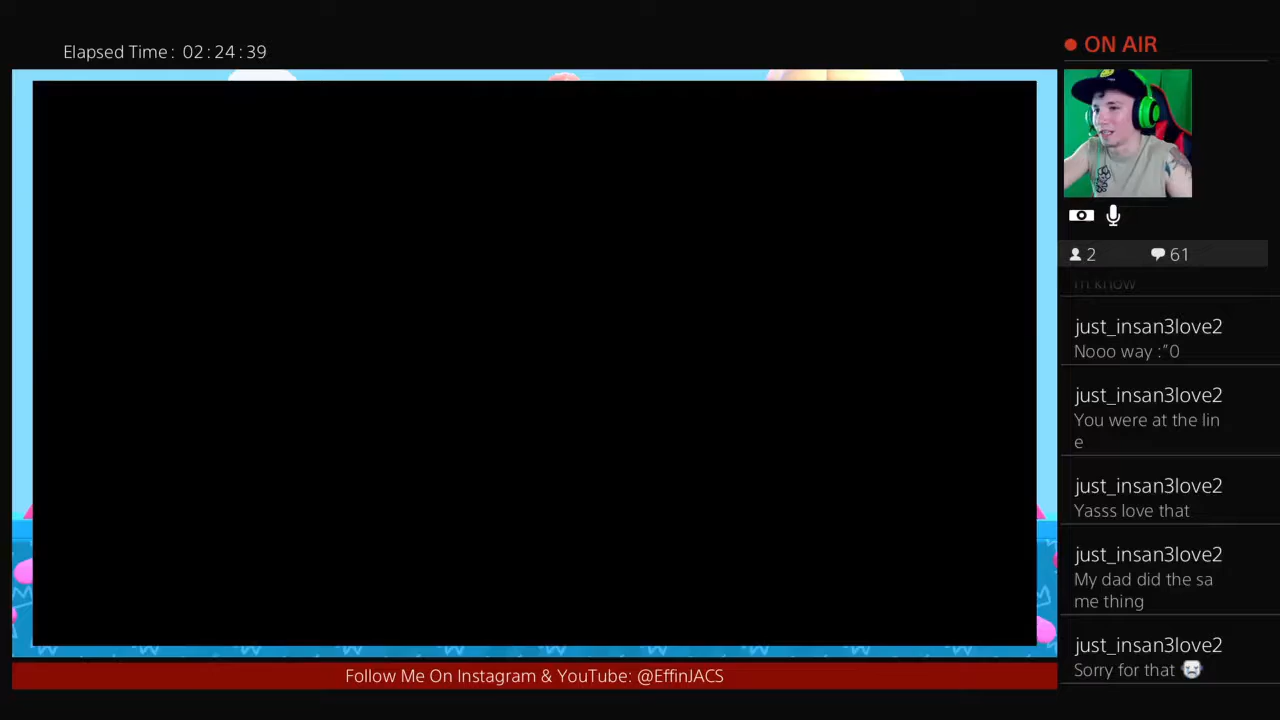 Elapsed Time: 02:24:39
ON AIR
2 61
m know
just_insan3love2
Nooo way :"0
just_insan3love2
You were at the lin
e
just_insan3love2
Yasss love that
just_insan3love2
My dad did the sa
me thing
just_insan3love2
Sorry for that
Follow Me On Instagram & YouTube: @EffinJACS